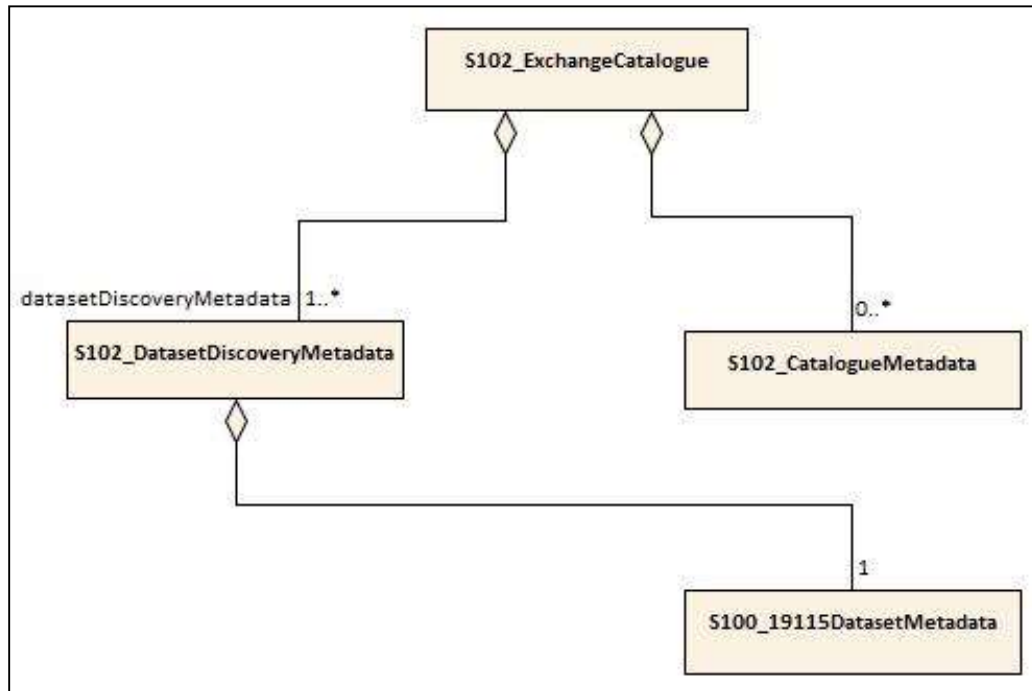 S102_ExchangeCatalogue
datasetDiscoveryMetadata 1..*
S102_DatasetDiscoveryMetadata
0..*
S102_CatalogueMetadata
1
S100_19115DatasetMetadata